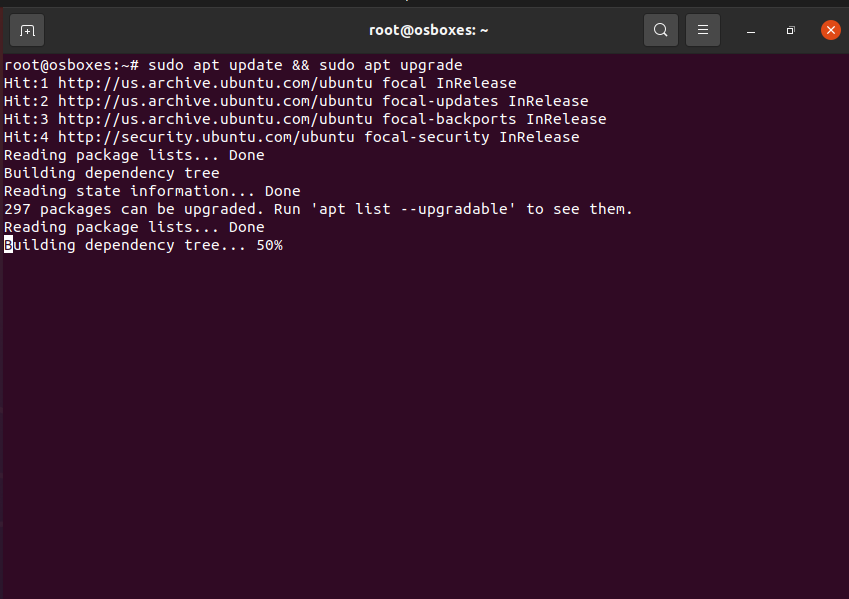 root@osboxes: ~
root@osboxes:~# sudo apt update && sudo apt upgrade
Hit:1 http://us.archive.ubuntu.com/ubuntu focal InRelease
Hit:2 http://us.archive.ubuntu.com/ubuntu focal-updates InRelease
Hit:3 http://us.archive.ubuntu.com/ubuntu focal-backports InRelease
Hit:4 http://security.ubuntu.com/ubuntu focal-security InRelease
Reading package lists... Done
Building dependency tree
Reading state information... Done
297 packages can be upgraded. Run 'apt list --upgradable' to see them.
Reading package lists... Done
Building dependency tree... 50%